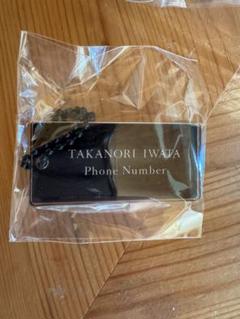 TAKANORI IWATA
Phone Number